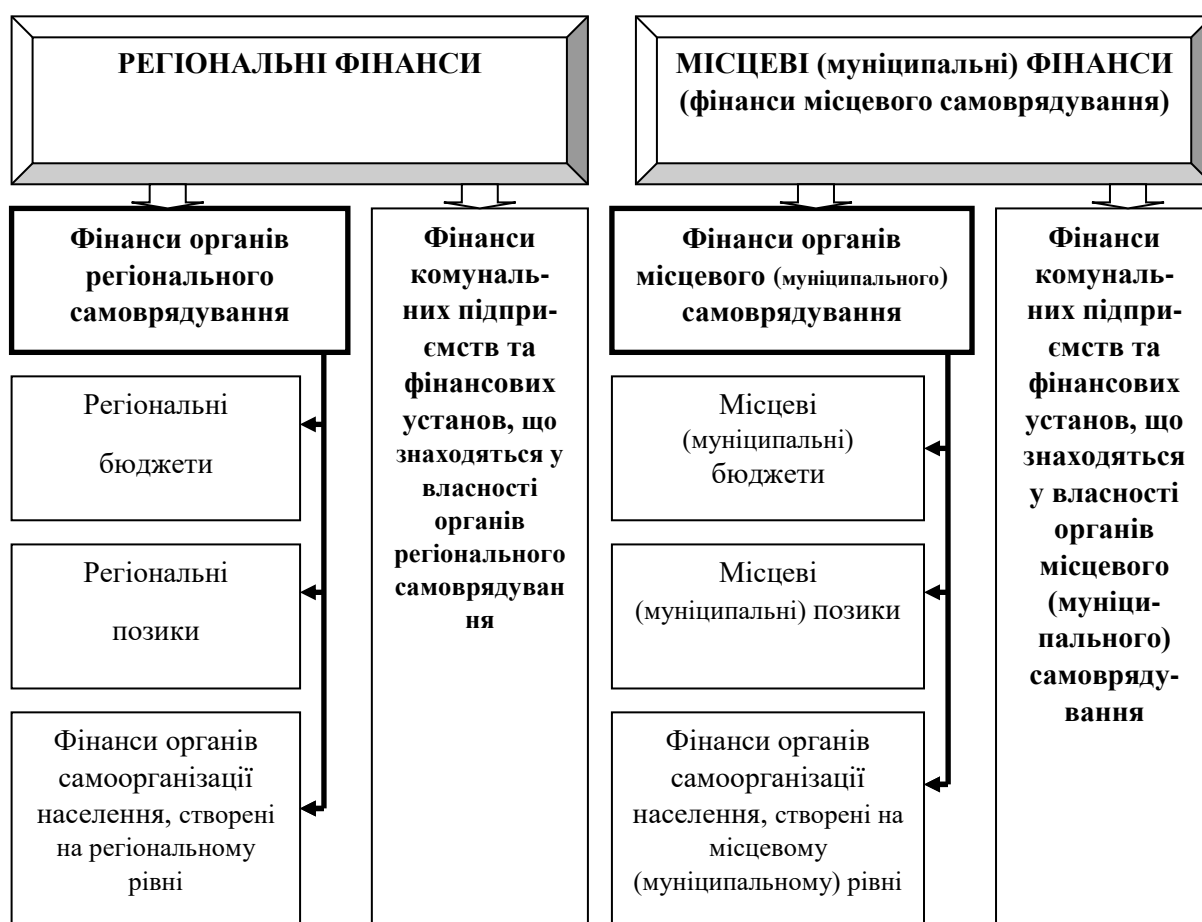 РЕГІОНАЛЬНІ ФІНАНСИ
МІСЦЕВІ (муніципальні) ФІНАНСИ
(фінанси місцевого самоврядування)
Фінанси органів
регіонального
самоврядування
Регіональні
бюджети
Регіональні
позики
Фінанси органів
самоорганізації
населення, створені
на регіональному
рівні
Фінанси
комуналь-
них підпри-
ємств та
фінансових
установ, що
знаходяться у
власності
органів
регіонального
самоврядуван
ня
Фінанси органів
місцевого (муніципального)
самоврядування
Місцеві
(муніципальні)
бюджети
Місцеві
(муніципальні) позики
Фінанси органів
самоорганізації
населення, створені на
місцевому
(муніципальному) рівні
Фінанси
комуналь-
них підпри-
ємств та
фінансових
установ, що
знаходяться
у власності
органів
місцевого
(муніци-
пального)
самовряду-
вання